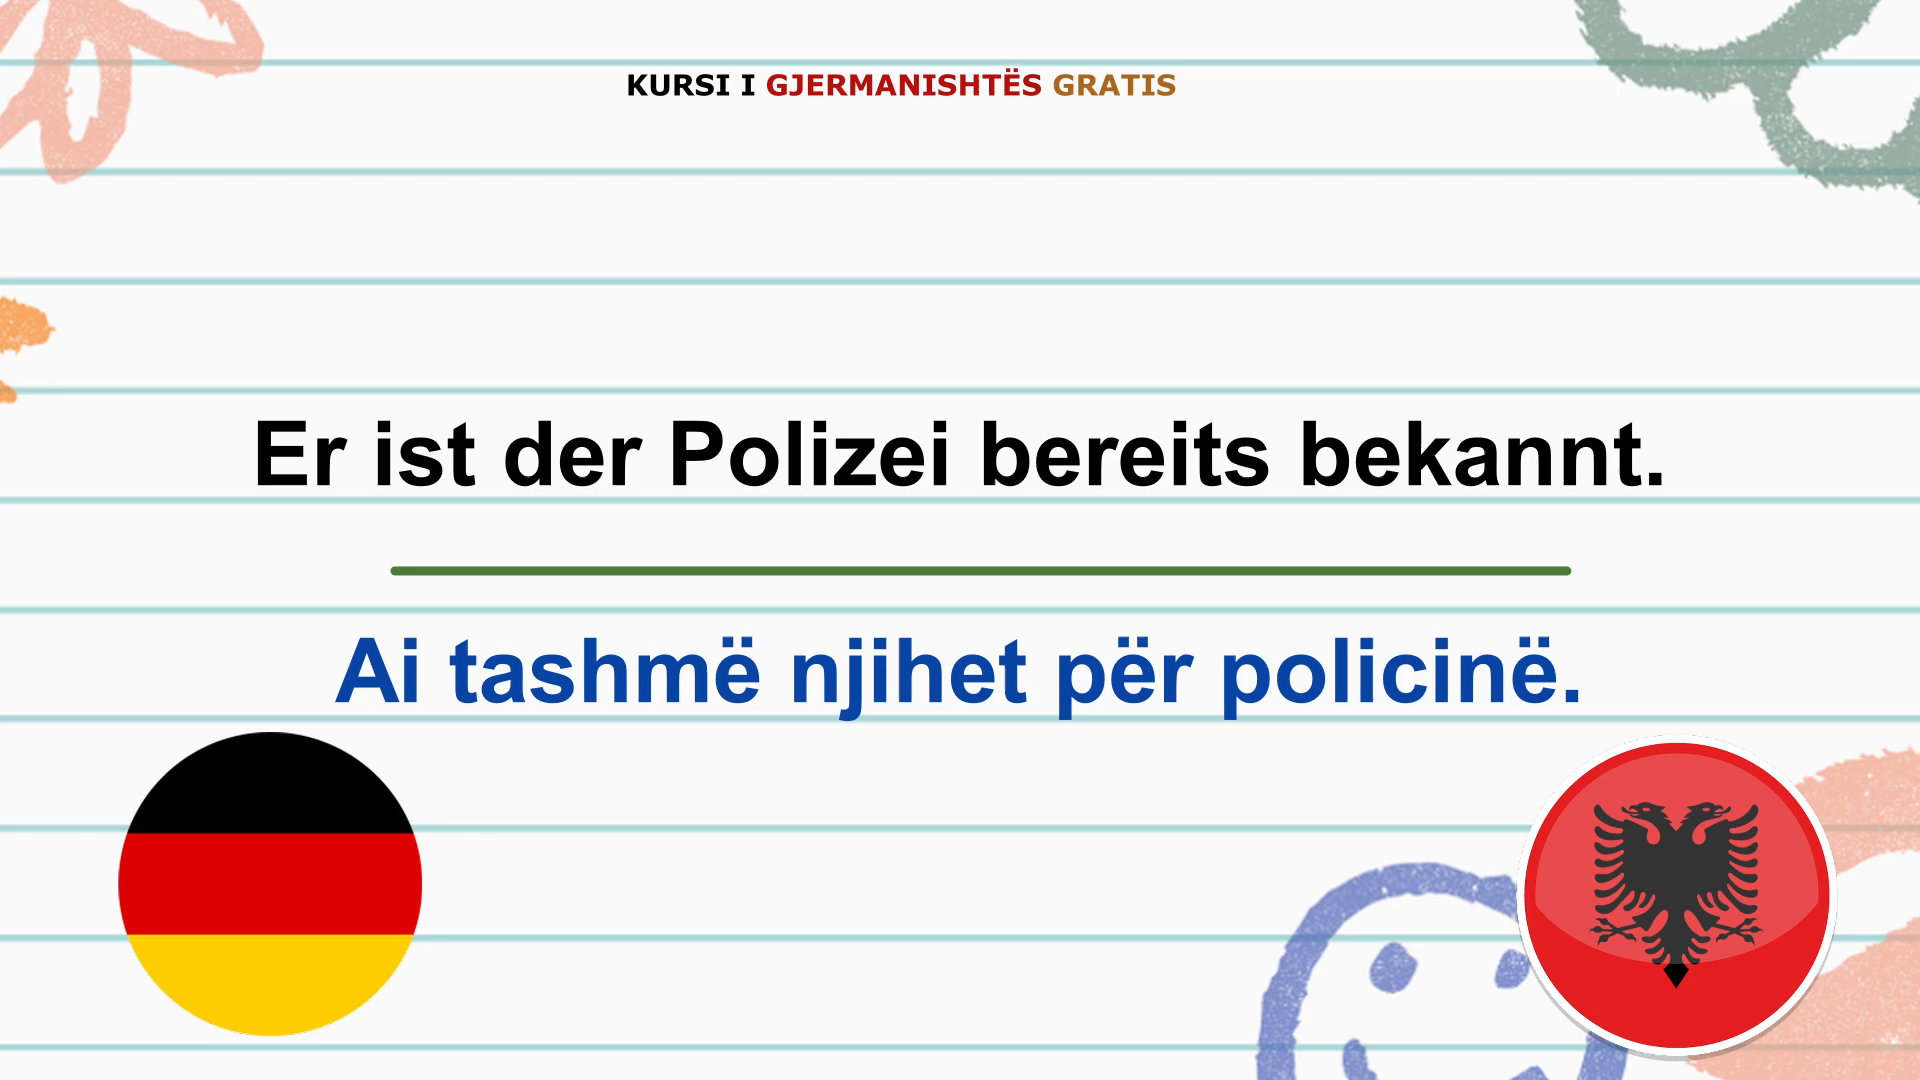 KURSI I GJERMANISHTËS GRATIS
Er ist der Polizei bereits bekannt.
Ai tashmë njihet për policinë.